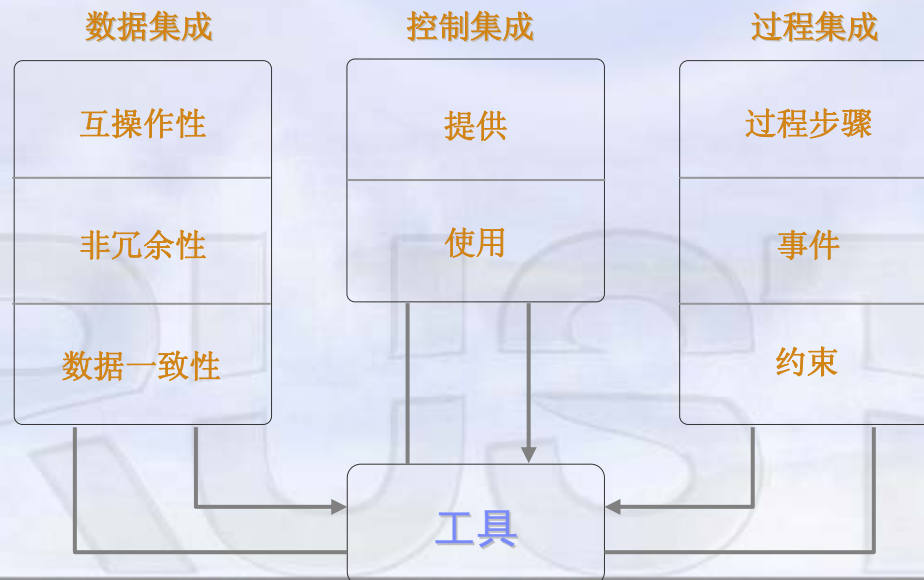 数据集成
控制集成
过程集成
互操作性
非冗余性
数据一致性
提供
使用
过程步骤
事件
约束
工具